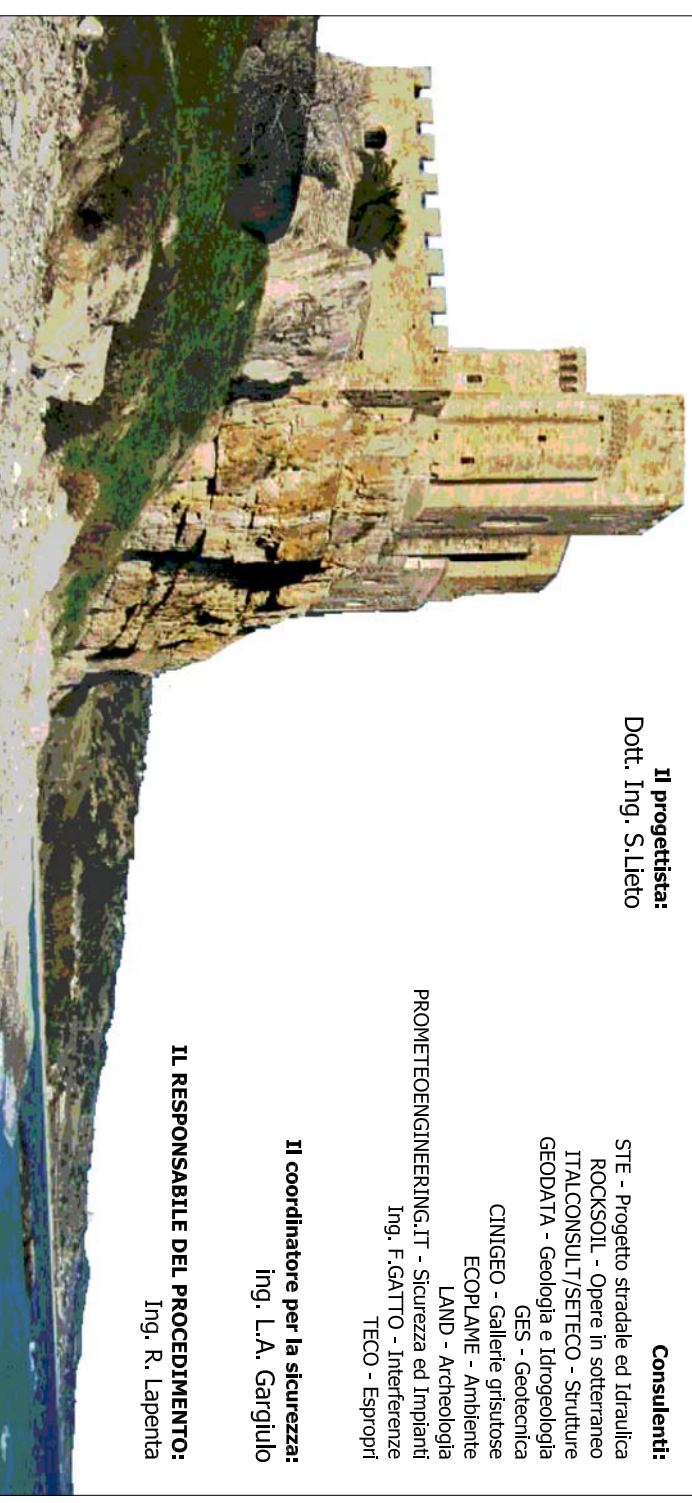 Il progettista:
Dott. Ing. S.Lieto
Consulenti:
STE - Progetto stradale ed Idraulica
ROCKSOIL - Opere in sotterraneo
ITALCONSULT/SETECO - Strutture
GEODATA - Geologia e Idrogeologia
GES - Geotecnica
CINIGEO - Gallerie grisutose
ECOPLAME - Ambiente
LAND - Archeologia
PROMETEOENGINEERING.IT - Sicurezza ed Impianti
Ing. F.GATTO - Interferenze
TECO - Espropri
Il coordinatore per la sicurezza:
ing. L.A. Gargiulo
IL RESPONSABILE DEL PROCEDIMENTO:
Ing. R. Lapenta